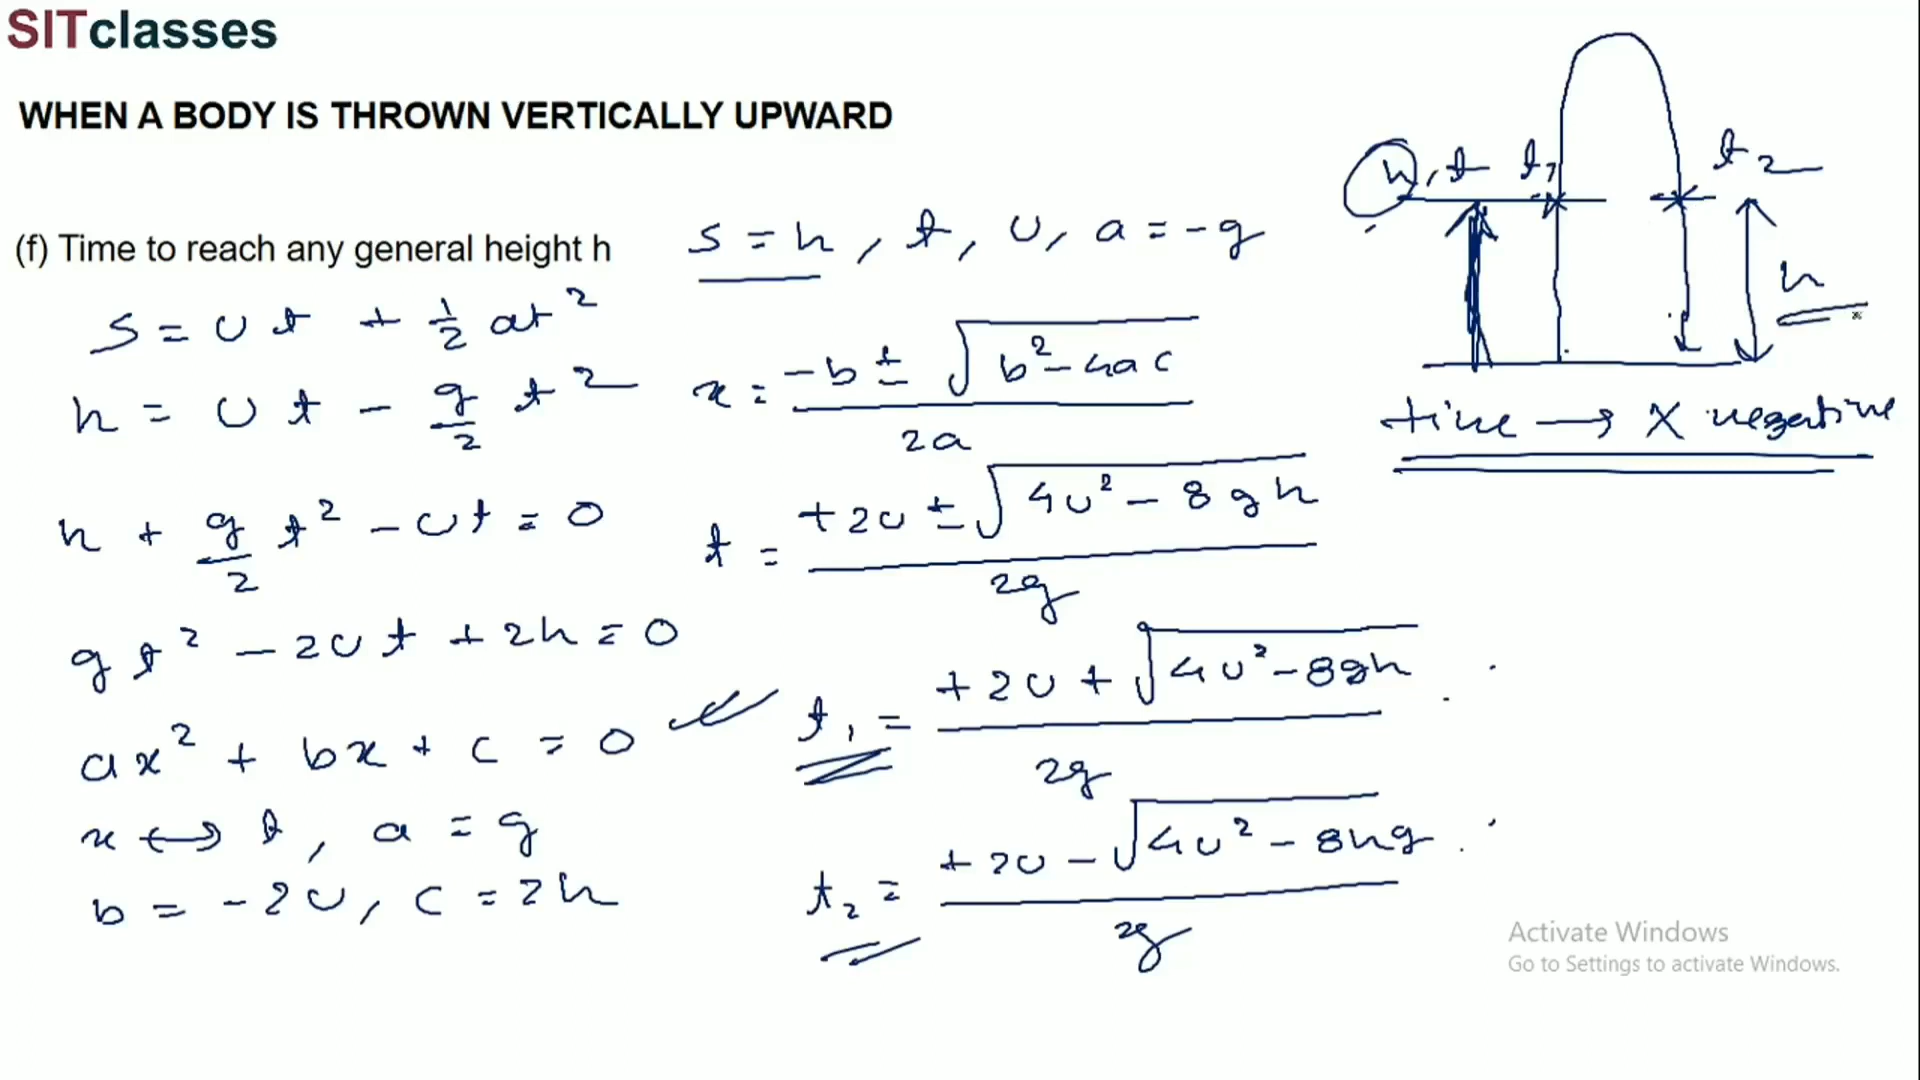 SITclasses
WHEN A BODY IS THROWN VERTICALLY UPWARD
(f) Time to reach any general height h
s = h, t, u, a = -g
s = ut + 1/2 at²
h = ut - g/2 t²
h + g/2 t² - ut = 0
gt² - 2ut + 2h = 0
ax² + bx + c = 0
x ↔ t, a = g
b = -2u, c = 2h
x = (-b ± √(b² - 4ac)) / 2a
t = (+2u ± √(4u² - 8gh)) / 2g
t₁ = (+2u + √(4u² - 8gh)) / 2g
t₂ = (+2u - √(4u² - 8hg)) / 2g
h, t t₁
t₂
h
time → X negative
Activate Windows
Go to Settings to activate Windows.